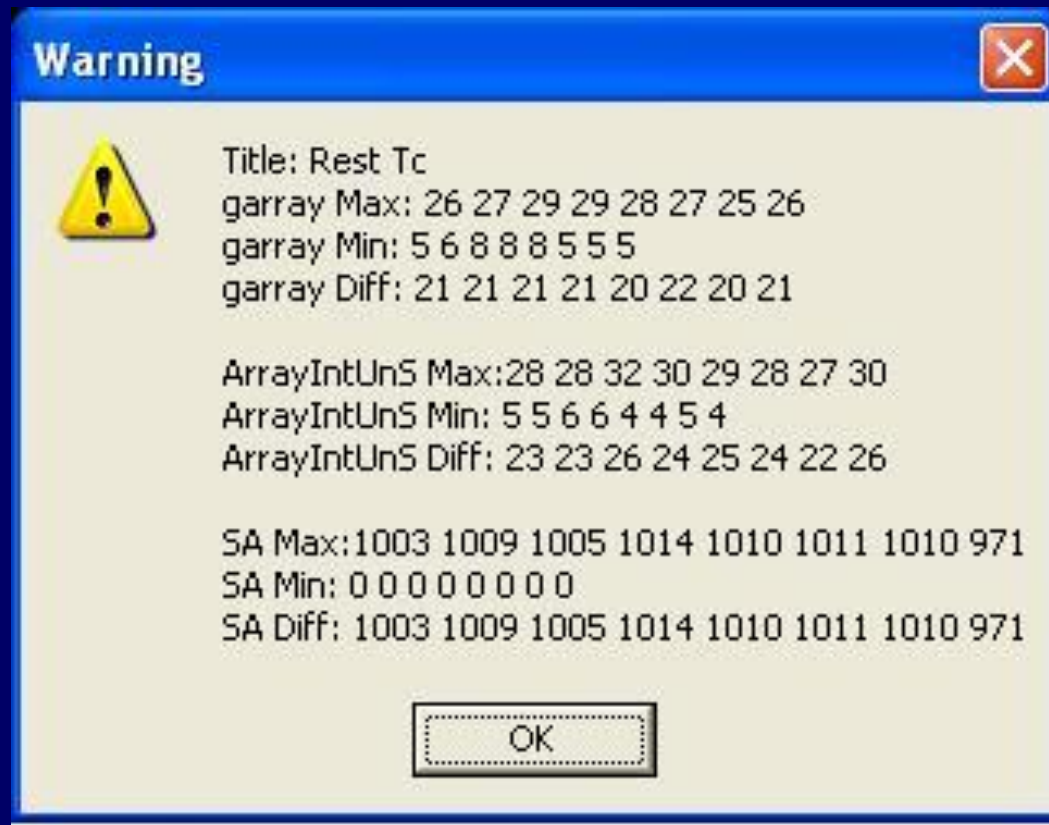 Warning
Title: Rest Tc
garray Max: 26 27 29 29 28 27 25 26
garray Min: 5 6 8 8 8 5 5 5
garray Diff: 21 21 21 21 20 22 20 21
ArrayIntUnS Max:28 28 32 30 29 28 27 30
ArrayIntUnS Min: 5 5 6 6 4 4 5 4
ArrayIntUnS Diff: 23 23 26 24 25 24 22 26
SA Max:1003 1009 1005 1014 1010 1011 1010 971
SA Min: 0 0 0 0 0 0 0 0
SA Diff: 1003 1009 1005 1014 1010 1011 1010 971
OK